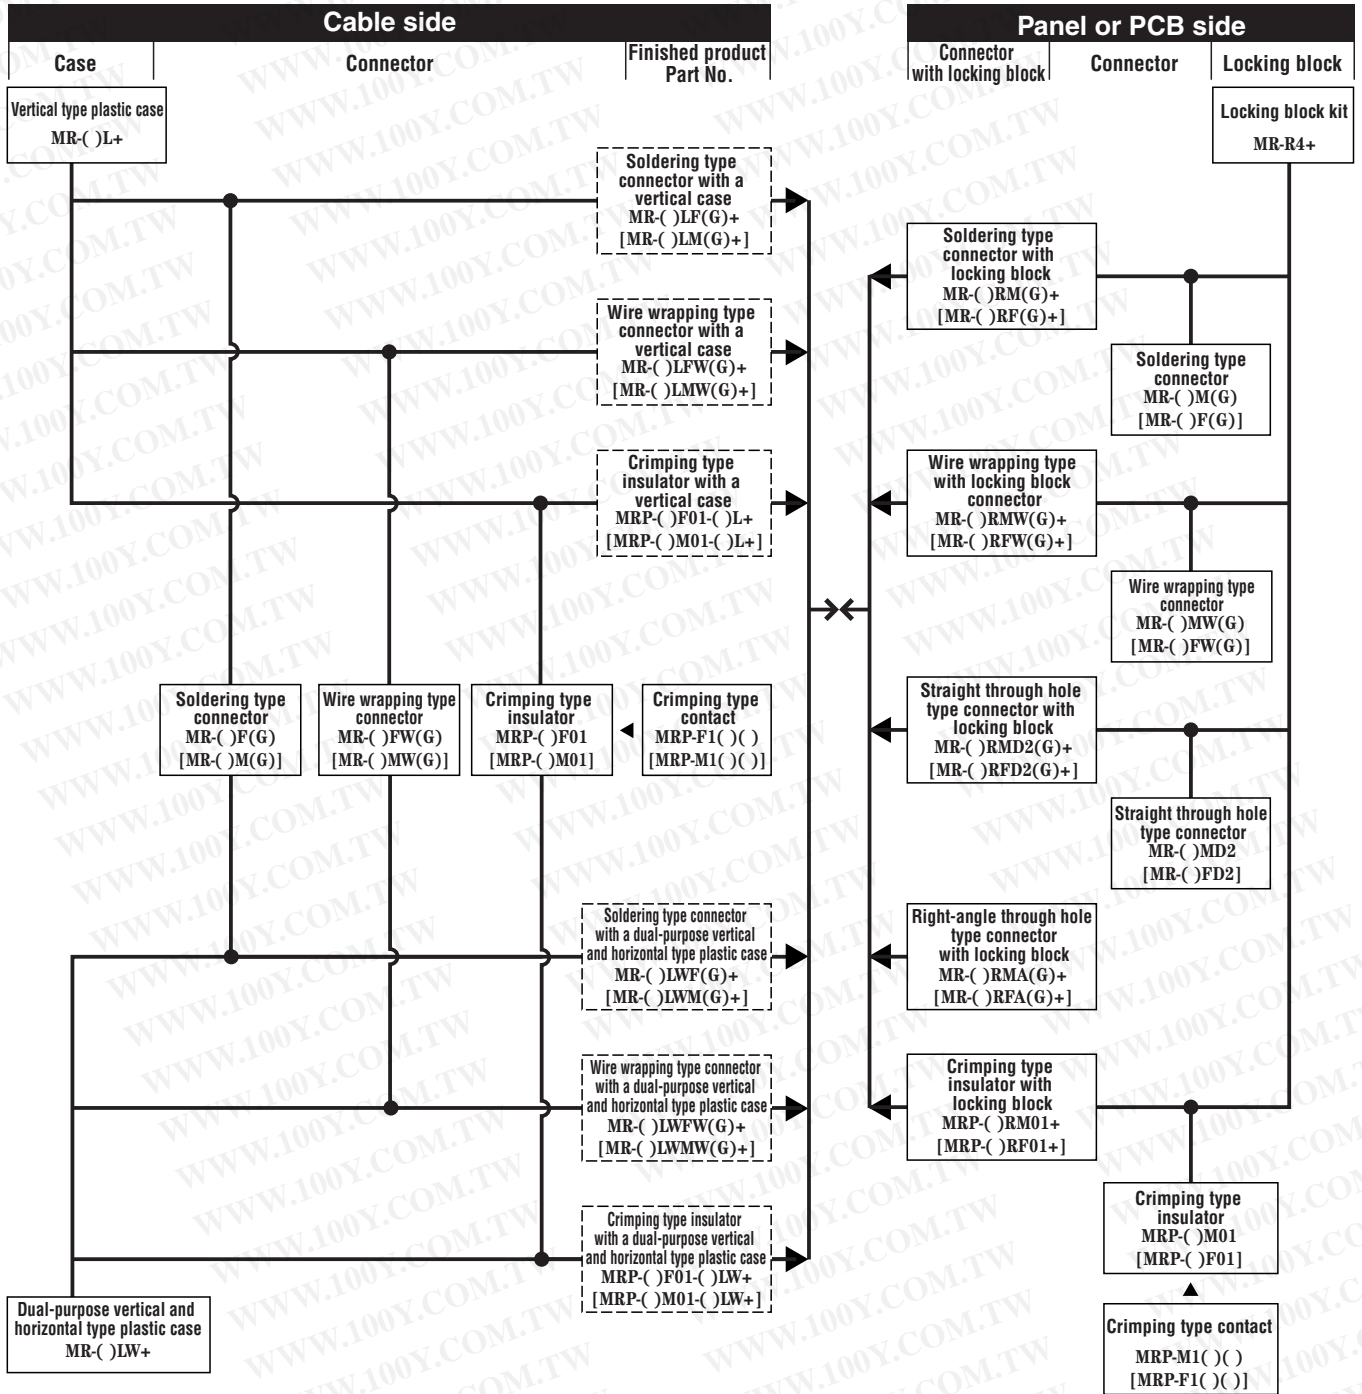 Cable side
Case
Connector
Finished product
Part No.
Vertical type plastic case
MR-( )L+
Soldering type
connector with a
vertical case
MR-( )LF(G)+
[MR-( )LM(G)+]
Wire wrapping type
connector with a
vertical case
MR-( )LFW(G)+
[MR-( )LMW(G)+]
Crimping type
insulator with a
vertical case
MRP-( )F01-( )L+
[MRP-( )M01-( )L+]
Soldering type
connector
MR-( )F(G)
[MR-( )M(G)]
Wire wrapping type
connector
MR-( )FW(G)
[MR-( )MW(G)]
Crimping type
insulator
MRP-( )F01
[MRP-( )M01]
Crimping type
contact
MRP-F1( )( )
[MRP-M1( )( )]
Soldering type connector
with a dual-purpose vertical
and horizontal type plastic case
MR-( )LWF(G)+
[MR-( )LWM(G)+]
Wire wrapping type connector
with a dual-purpose vertical
and horizontal type plastic case
MR-( )LWFW(G)+
[MR-( )LWMW(G)+]
Crimping type insulator
with a dual-purpose vertical
and horizontal type plastic case
MRP-( )F01-( )LW+
[MRP-( )M01-( )LW+]
Dual-purpose vertical and
horizontal type plastic case
MR-( )LW+
Panel or PCB side
Connector
with locking block
Connector
Locking block
Locking block kit
MR-R4+
Soldering type
connector with
locking block
MR-( )RM(G)+
[MR-( )RF(G)+]
Soldering type
connector
MR-( )M(G)
[MR-( )F(G)]
Wire wrapping type
with locking block
connector
MR-( )RMW(G)+
[MR-( )RFW(G)+]
Wire wrapping type
connector
MR-( )MW(G)
[MR-( )FW(G)]
Straight through hole
type connector with
locking block
MR-( )RMD2(G)+
[MR-( )RFD2(G)+]
Straight through hole
type connector
MR-( )MD2
[MR-( )FD2]
Right-angle through hole
type connector
with locking block
MR-( )RMA(G)+
[MR-( )RFA(G)+]
Crimping type
insulator with
locking block
MRP-( )RM01+
[MRP-( )RF01+]
Crimping type
insulator
MRP-( )M01
[MRP-( )F01]
Crimping type contact
MRP-M1( )( )
[MRP-F1( )( )]
WWW.100Y.COM.TW